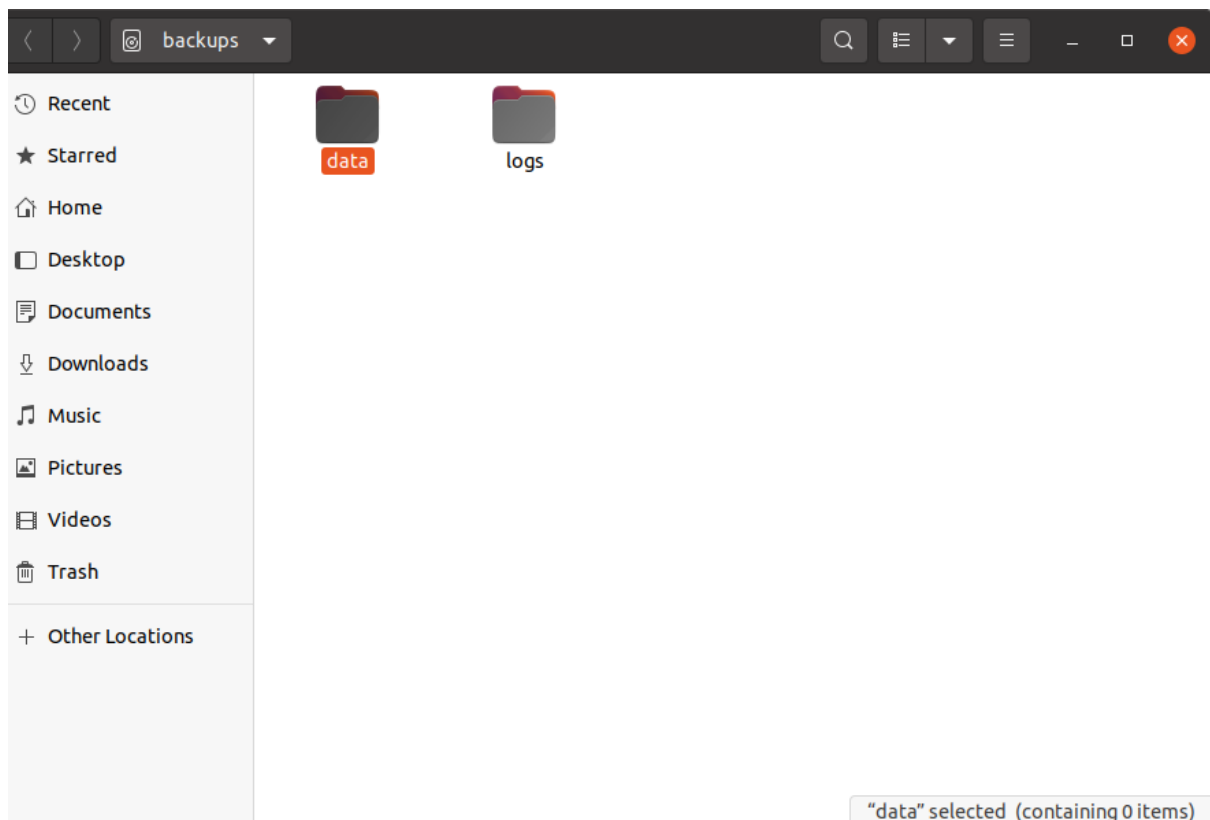 backups
Recent
Starred
Home
Desktop
Documents
Downloads
Music
Pictures
Videos
Trash
Other Locations
data
logs
“data” selected (containing 0 items)